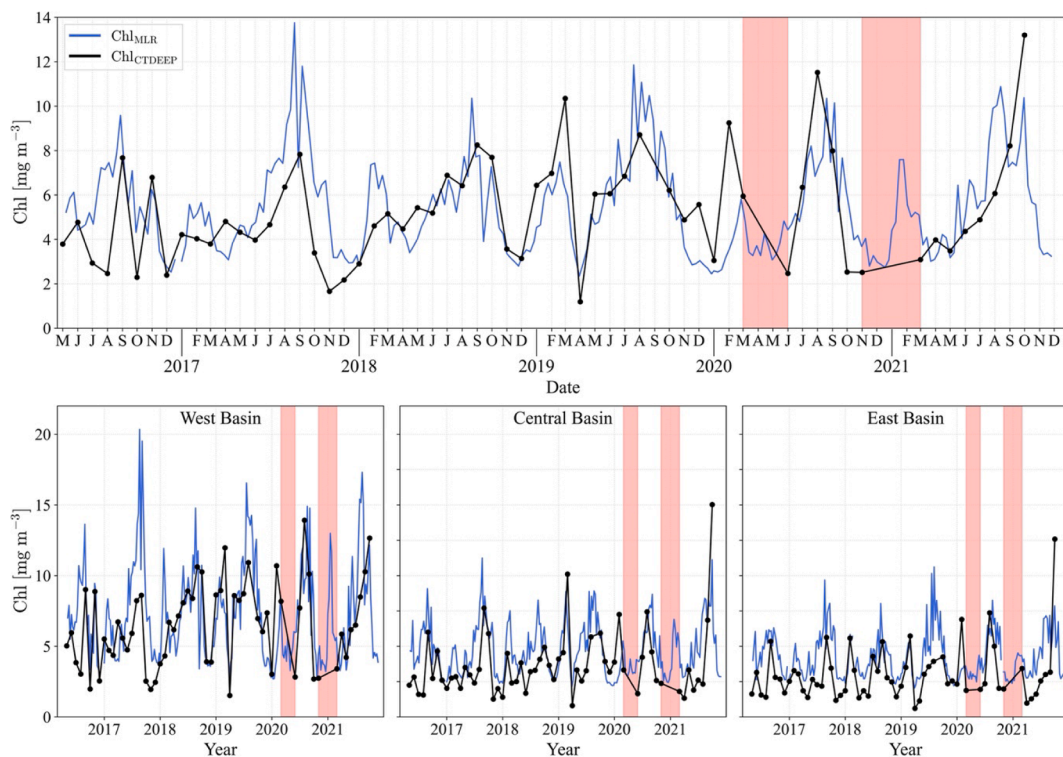 14
12
10
8
6
4
2
0
Chl [mg m⁻³]
Chl_MLR
Chl_CTDEEP
M J J A S O N D F M A M J J A S O N D F M A M J J A S O N D F M A M J J A S O N D F M A M J J A S O N D F M A M J J A S O N D
2017 2018 2019 2020 2021
Date
West Basin Central Basin East Basin
20
15
10
5
0
Chl [mg m⁻³]
2017 2018 2019 2020 2021 2017 2018 2019 2020 2021 2017 2018 2019 2020 2021
Year Year Year